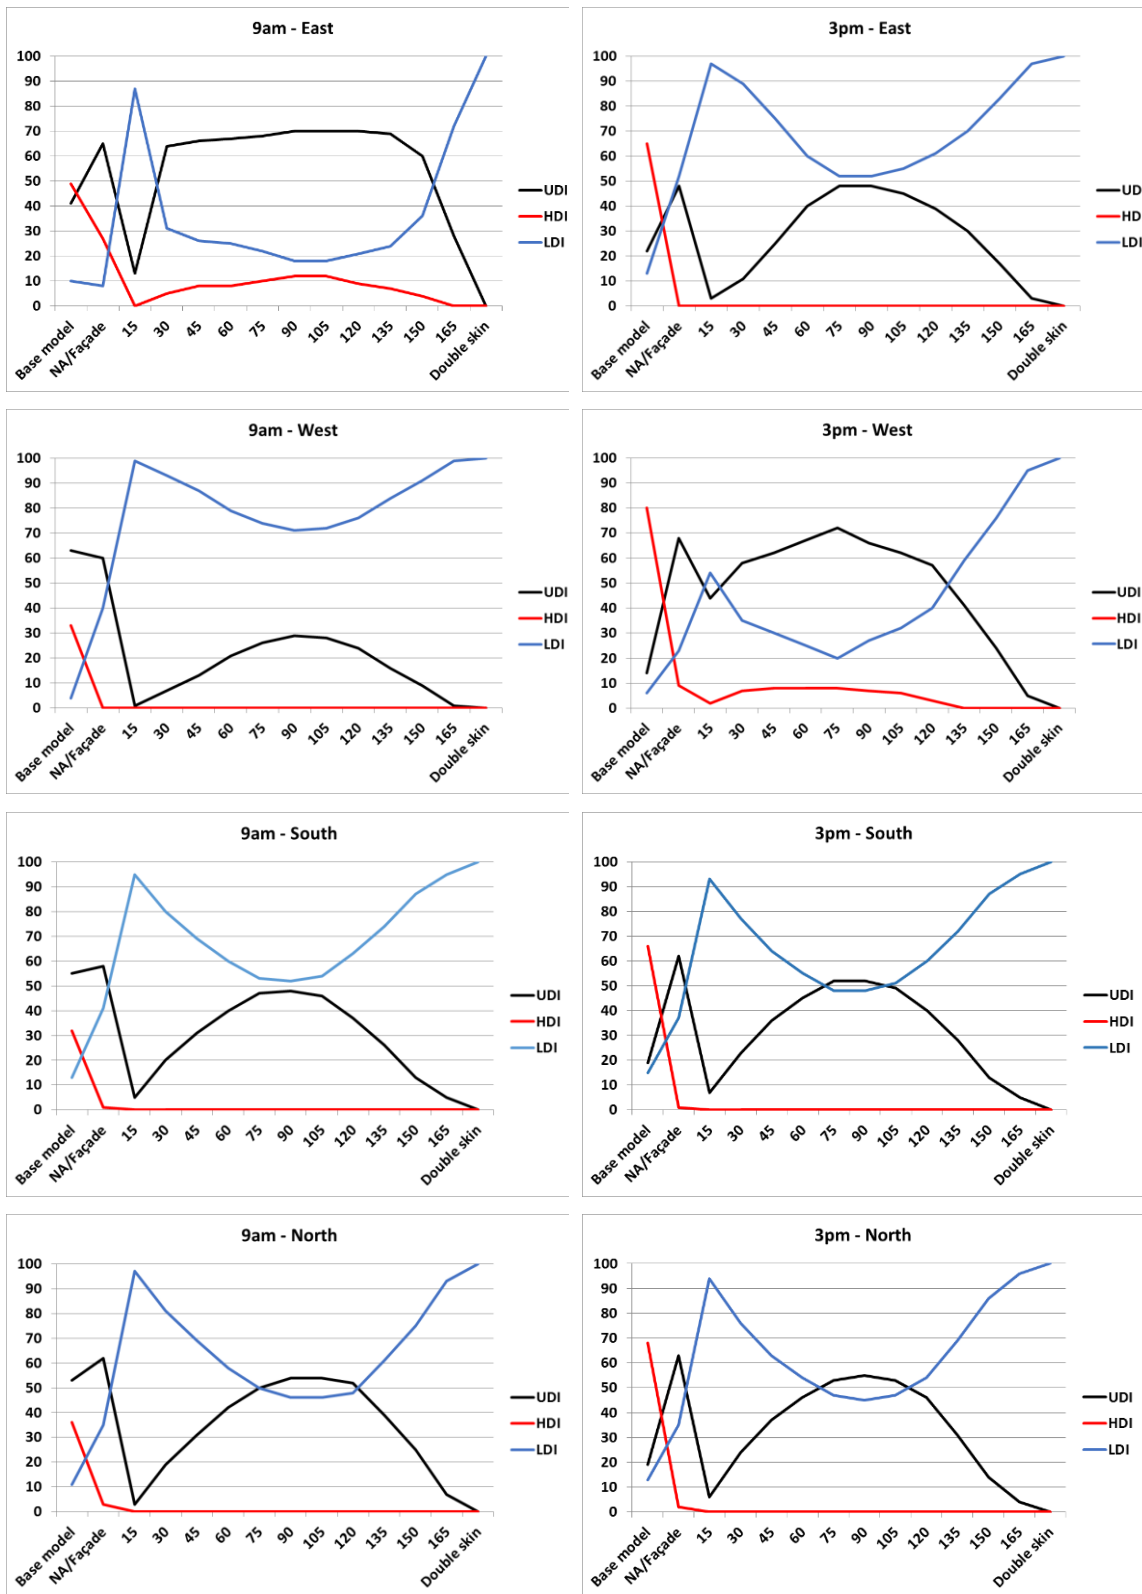 9am - East
100
90
80
70
60
50
40
30
20
10
0
UDI
HDI
LDI
Base model NA/Façade 15 30 45 60 75 90 105 120 135 150 165 Double skin
3pm - East
100
90
80
70
60
50
40
30
20
10
0
UD
HD
LDI
Base model NA/Façade 15 30 45 60 75 90 105 120 135 150 165 Double skin
9am - West
100
90
80
70
60
50
40
30
20
10
0
UDI
HDI
LDI
Base model NA/Façade 15 30 45 60 75 90 105 120 135 150 165 Double skin
3pm - West
100
90
80
70
60
50
40
30
20
10
0
UDI
HDI
LDI
Base model NA/Façade 15 30 45 60 75 90 105 120 135 150 165 Double skin
9am - South
100
90
80
70
60
50
40
30
20
10
0
UDI
HDI
LDI
Base model NA/Façade 15 30 45 60 75 90 105 120 135 150 165 Double skin
3pm - South
100
90
80
70
60
50
40
30
20
10
0
UDI
HDI
LDI
Base model NA/Façade 15 30 45 60 75 90 105 120 135 150 165 Double skin
9am - North
100
90
80
70
60
50
40
30
20
10
0
UDI
HDI
LDI
Base model NA/Façade 15 30 45 60 75 90 105 120 135 150 165 Double skin
3pm - North
100
90
80
70
60
50
40
30
20
10
0
UDI
HDI
LDI
Base model NA/Façade 15 30 45 60 75 90 105 120 135 150 165 Double skin